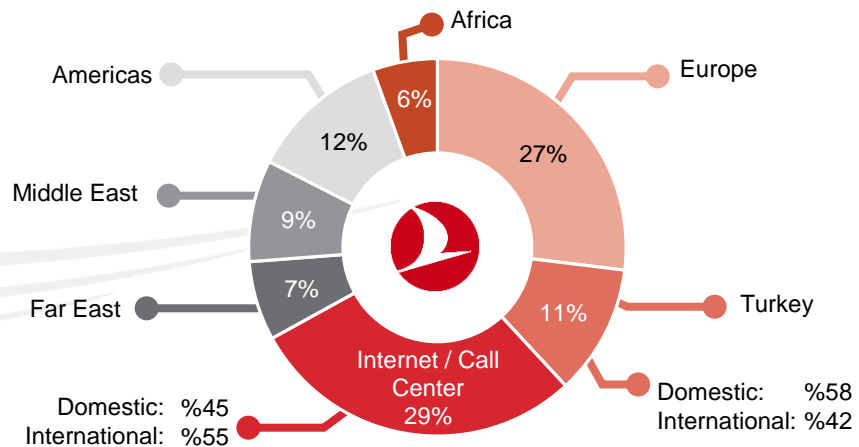 Africa
6%
Europe
27%
Americas
12%
Middle East
9%
Far East
7%
Turkey
11%
Internet / Call
Center
29%
Domestic: %45
International: %55
Domestic: %58
International: %42